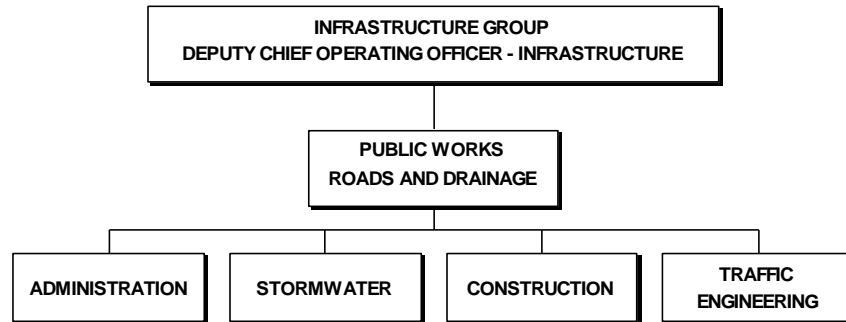 INFRASTRUCTURE GROUP
DEPUTY CHIEF OPERATING OFFICER - INFRASTRUCTURE
PUBLIC WORKS
ROADS AND DRAINAGE
ADMINISTRATION
STORMWATER
CONSTRUCTION
TRAFFIC
ENGINEERING